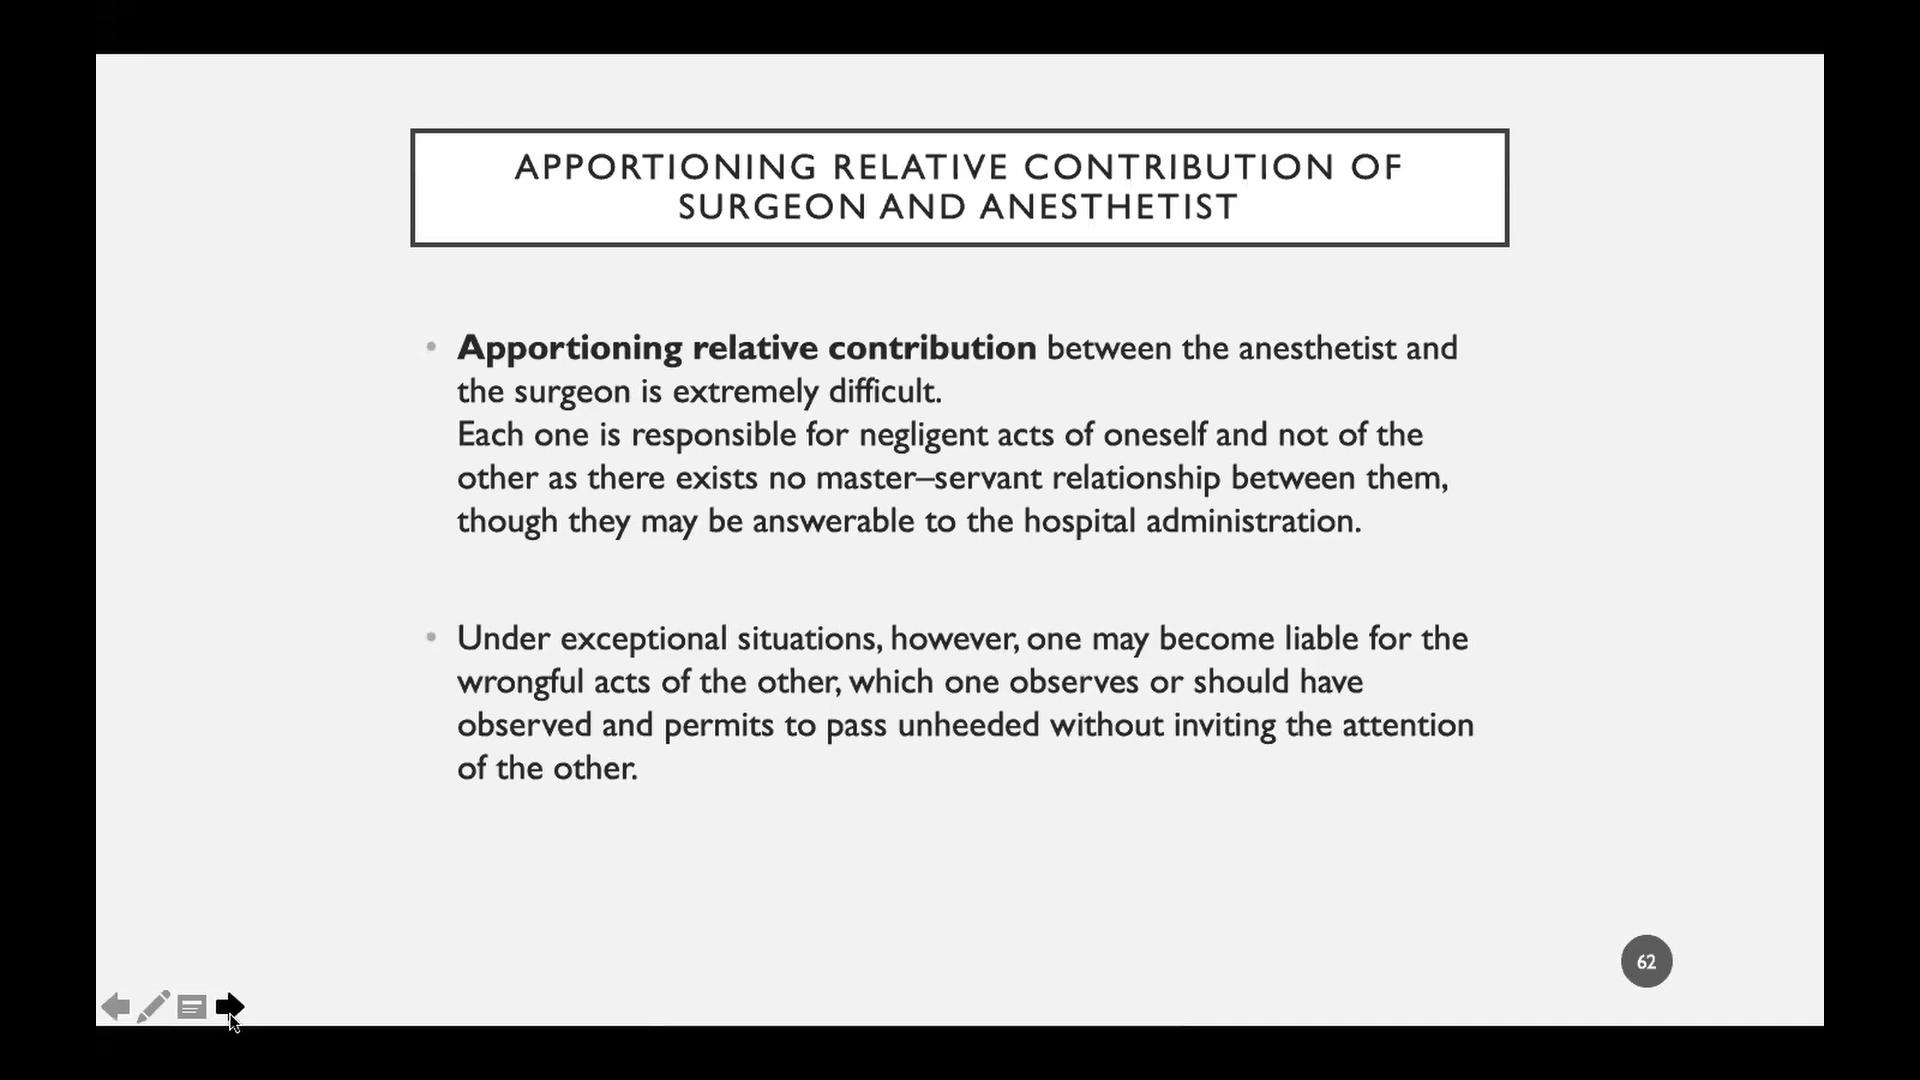 APPORTIONING RELATIVE CONTRIBUTION OF
SURGEON AND ANESTHETIST
• Apportioning relative contribution between the anesthetist and
the surgeon is extremely difficult.
Each one is responsible for negligent acts of oneself and not of the
other as there exists no master–servant relationship between them,
though they may be answerable to the hospital administration.
• Under exceptional situations, however, one may become liable for the
wrongful acts of the other, which one observes or should have
observed and permits to pass unheeded without inviting the attention
of the other.
62